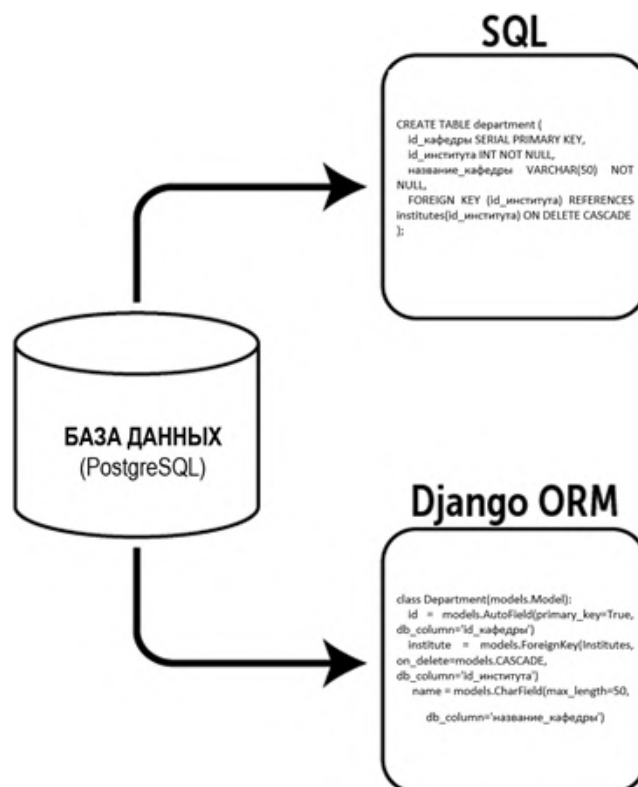 SQL
CREATE TABLE department (
id_кафедры SERIAL PRIMARY KEY,
id_института INT NOT NULL,
название_кафедры VARCHAR(50) NOT
NULL,
FOREIGN KEY (id_института) REFERENCES
institutes(id_института) ON DELETE CASCADE
);
БАЗА ДАННЫХ
(PostgreSQL)
Django ORM
class Department(models.Model):
id = models.AutoField(primary_key=True,
db_column='id_кафедры')
institute = models.ForeignKey(Institutes,
on_delete=models.CASCADE,
db_column='id_института')
name = models.CharField(max_length=50,
db_column='название_кафедры')